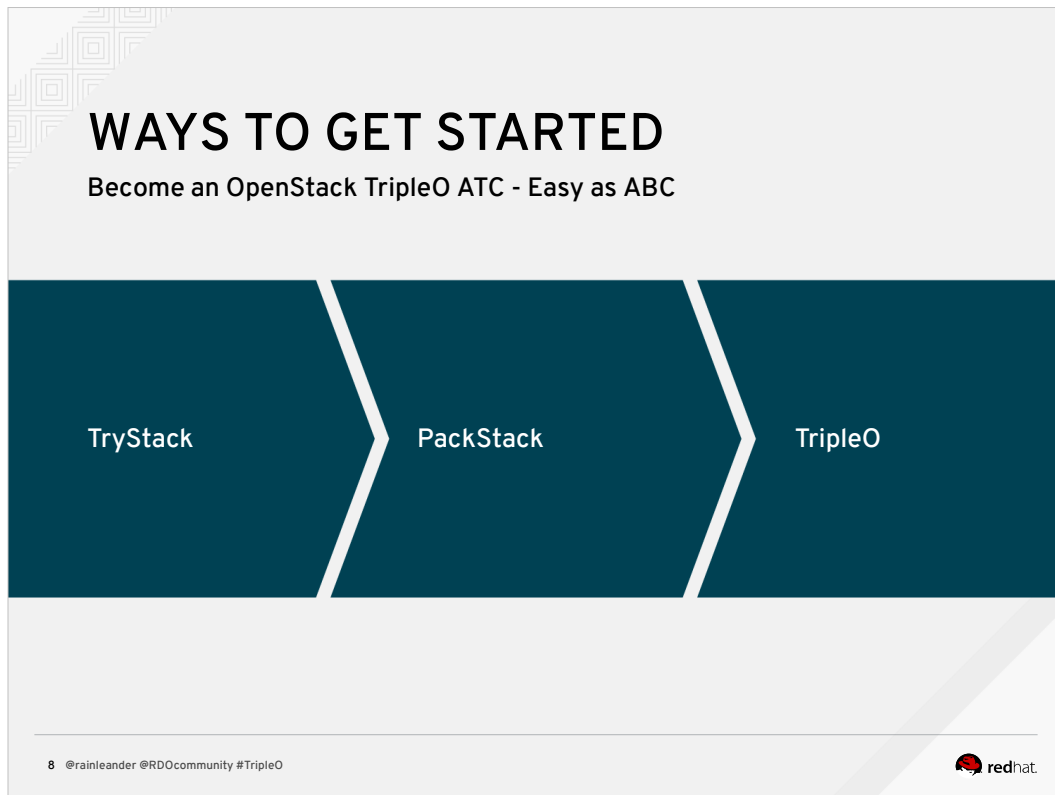 WAYS TO GET STARTED
Become an OpenStack TripleO ATC - Easy as ABC
TryStack
PackStack
TripleO
8 @rainleander @RDOcommunity #TripleO
redhat.